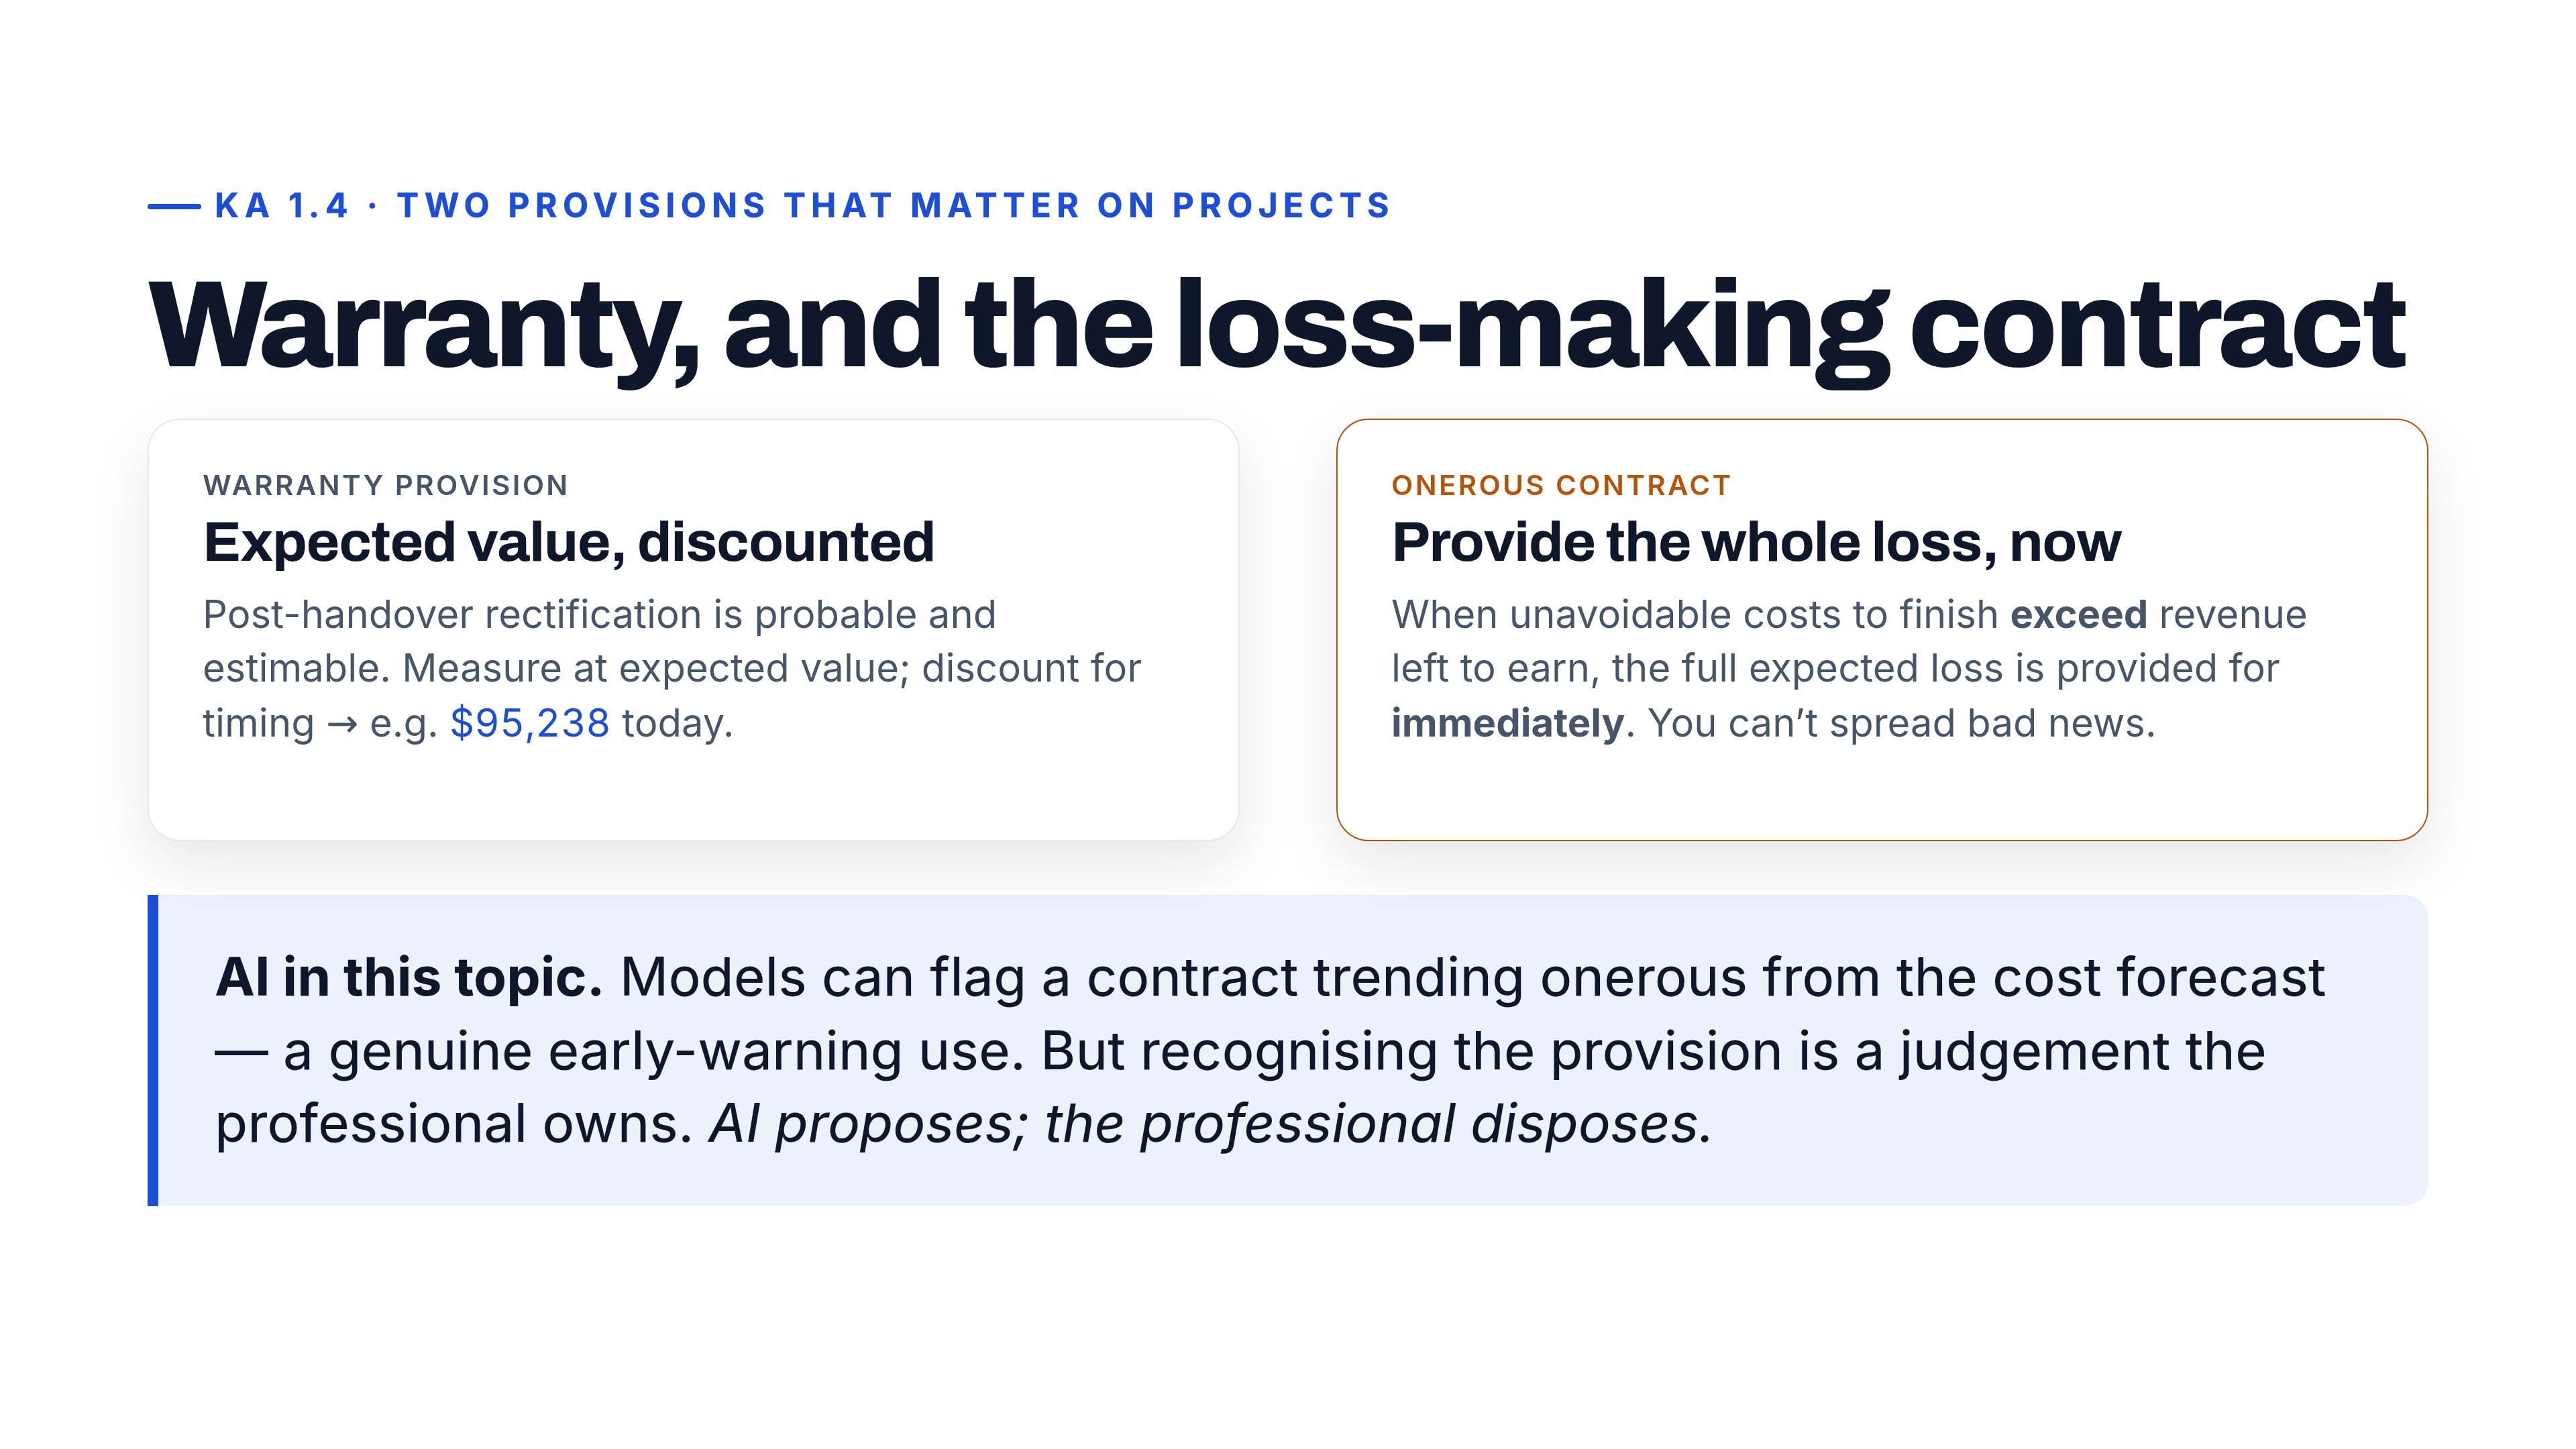 KA 1.4 · TWO PROVISIONS THAT MATTER ON PROJECTS
Warranty, and the loss-making contract
WARRANTY PROVISION
Expected value, discounted
Post-handover rectification is probable and
estimable. Measure at expected value; discount for
timing → e.g. $95,238 today.
ONEROUS CONTRACT
Provide the whole loss, now
When unavoidable costs to finish exceed revenue
left to earn, the full expected loss is provided for
immediately. You can’t spread bad news.
AI in this topic. Models can flag a contract trending onerous from the cost forecast
— a genuine early-warning use. But recognising the provision is a judgement the
professional owns. AI proposes; the professional disposes.